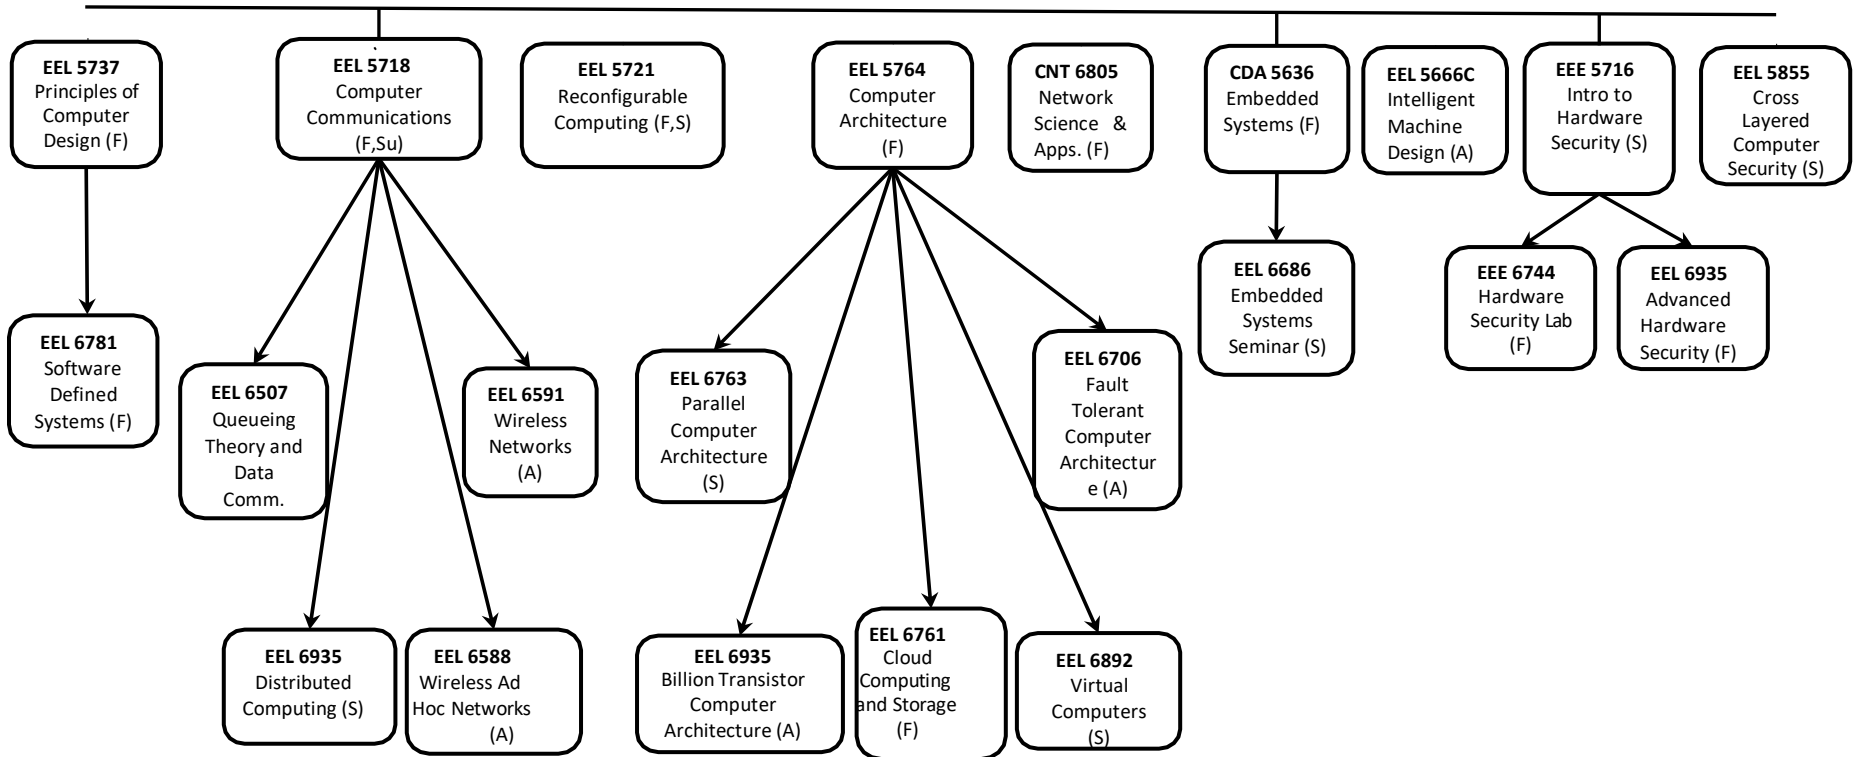 EEL 5737
Principles of
Computer
Design (F)
EEL 5718
Computer
Communications
(F,Su)
EEL 5721
Reconfigurable
Computing (F,S)
EEL 5764
Computer
Architecture
(F)
CNT 6805
Network
Science &
Apps. (F)
CDA 5636
Embedded
Systems (F)
EEL 5666C
Intelligent
Machine
Design (A)
EEE 5716
Intro to
Hardware
Security (S)
EEL 5855
Cross
Layered
Computer
Security (S)
EEL 6781
Software
Defined
Systems (F)
EEL 6507
Queueing
Theory and
Data
Comm.
EEL 6591
Wireless
Networks
(A)
EEL 6763
Parallel
Computer
Architecture
(S)
EEL 6706
Fault
Tolerant
Computer
Architectur
e (A)
EEL 6686
Embedded
Systems
Seminar (S)
EEE 6744
Hardware
Security Lab
(F)
EEL 6935
Advanced
Hardware
Security (F)
EEL 6935
Distributed
Computing (S)
EEL 6588
Wireless Ad
Hoc Networks
(A)
EEL 6935
Billion Transistor
Computer
Architecture (A)
EEL 6761
Cloud
Computing
and Storage
(F)
EEL 6892
Virtual
Computers
(S)